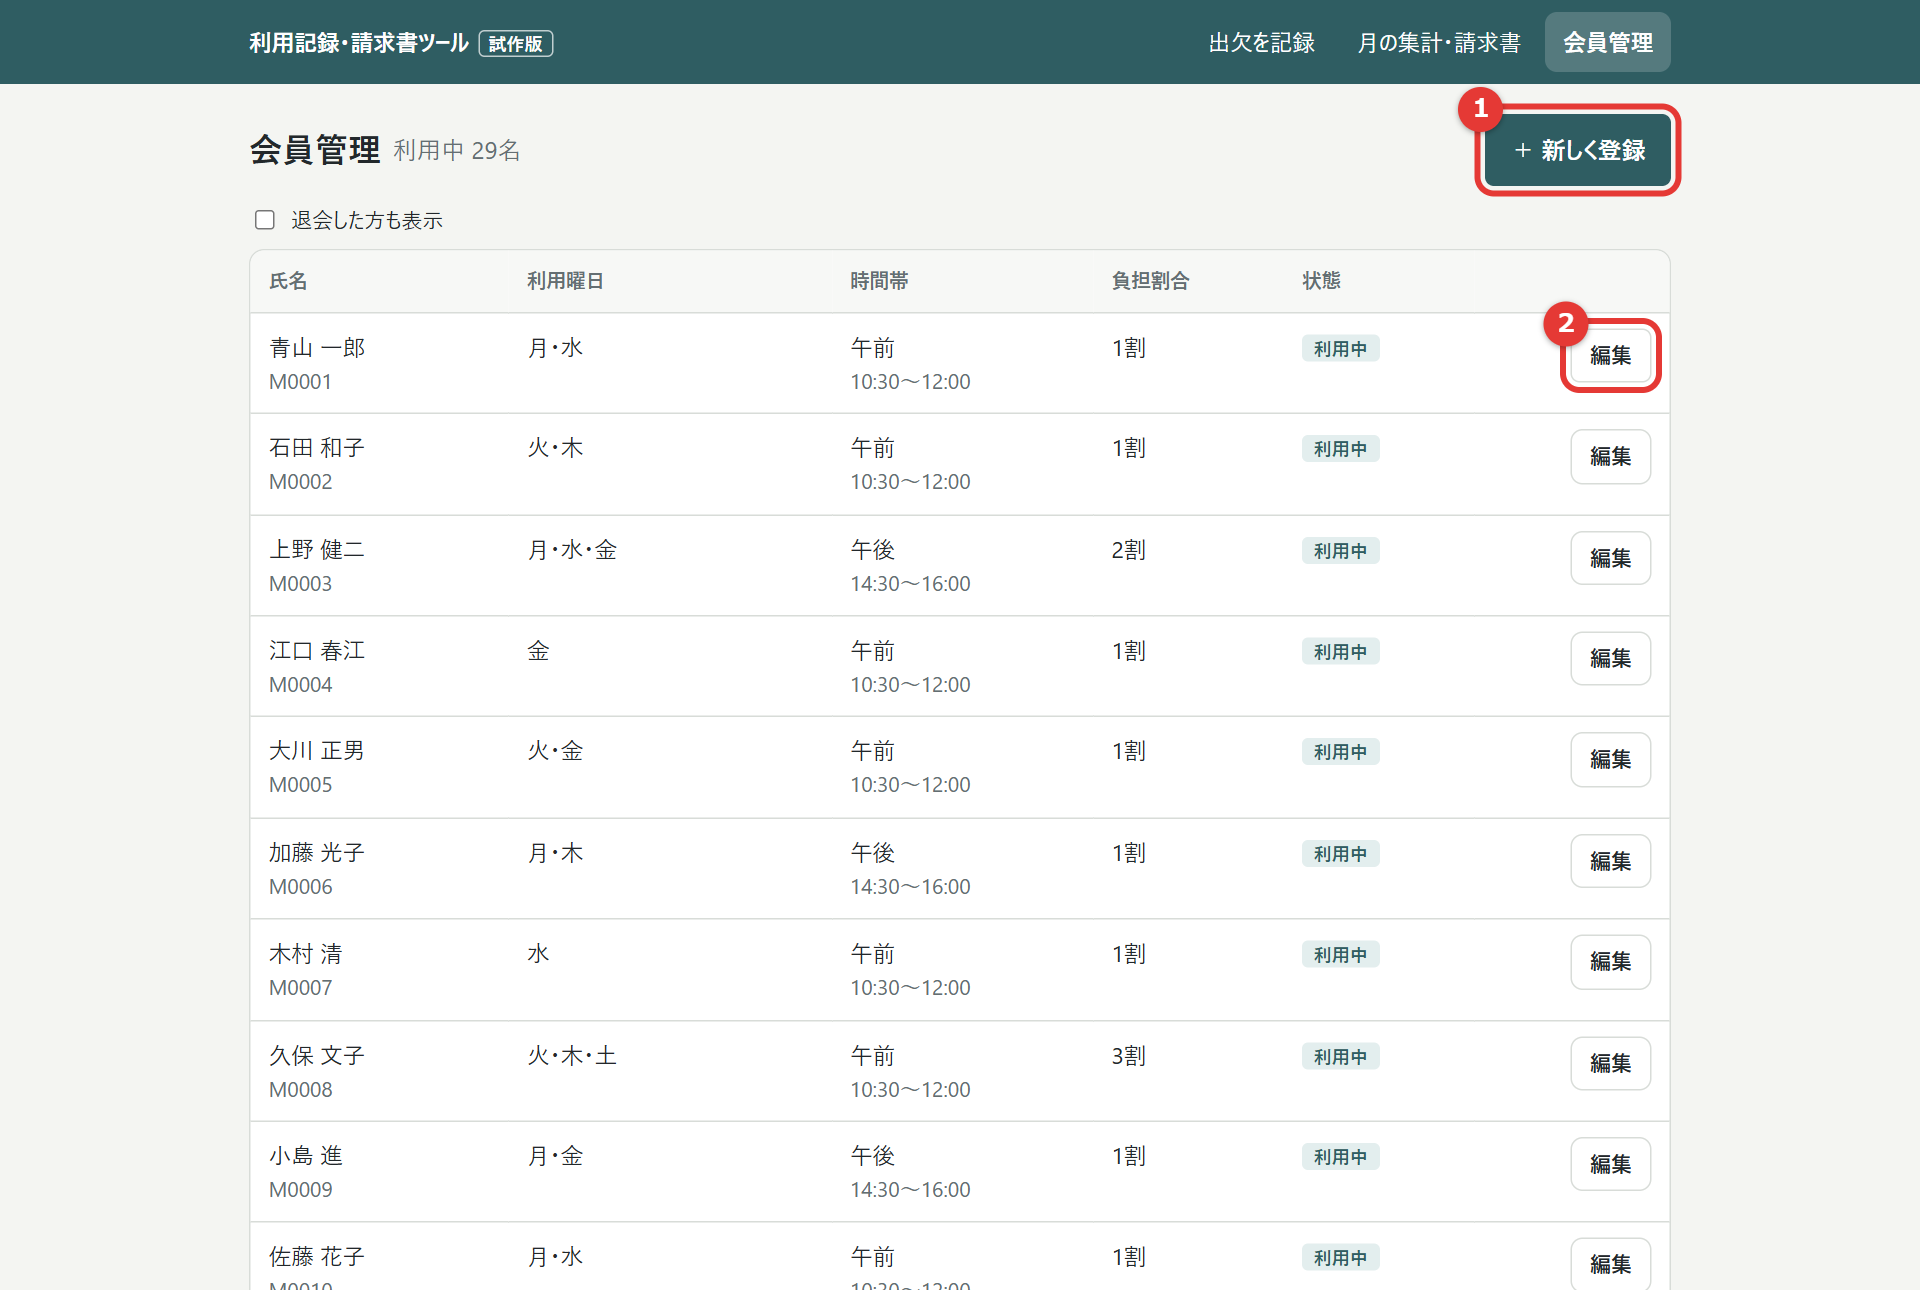 利用記録・請求書ツール 試作版 出欠を記録 月の集計・請求書 会員管理
1
会員管理 利用中 29名 ＋ 新しく登録
退会した方も表示
氏名 利用曜日 時間帯 負担割合 状態
2
青山 一郎 月・水 午前 1割 利用中 編集
M0001 10:30～12:00
石田 和子 火・木 午前 1割 利用中 編集
M0002 10:30～12:00
上野 健二 月・水・金 午後 2割 利用中 編集
M0003 14:30～16:00
江口 春江 金 午前 1割 利用中 編集
M0004 10:30～12:00
大川 正男 火・金 午前 1割 利用中 編集
M0005 10:30～12:00
加藤 光子 月・木 午後 1割 利用中 編集
M0006 14:30～16:00
木村 清 水 午前 1割 利用中 編集
M0007 10:30～12:00
久保 文子 火・木・土 午前 3割 利用中 編集
M0008 10:30～12:00
小島 進 月・金 午後 1割 利用中 編集
M0009 14:30～16:00
佐藤 花子 月・水 午前 1割 利用中 編集
M0010 10:30～12:00